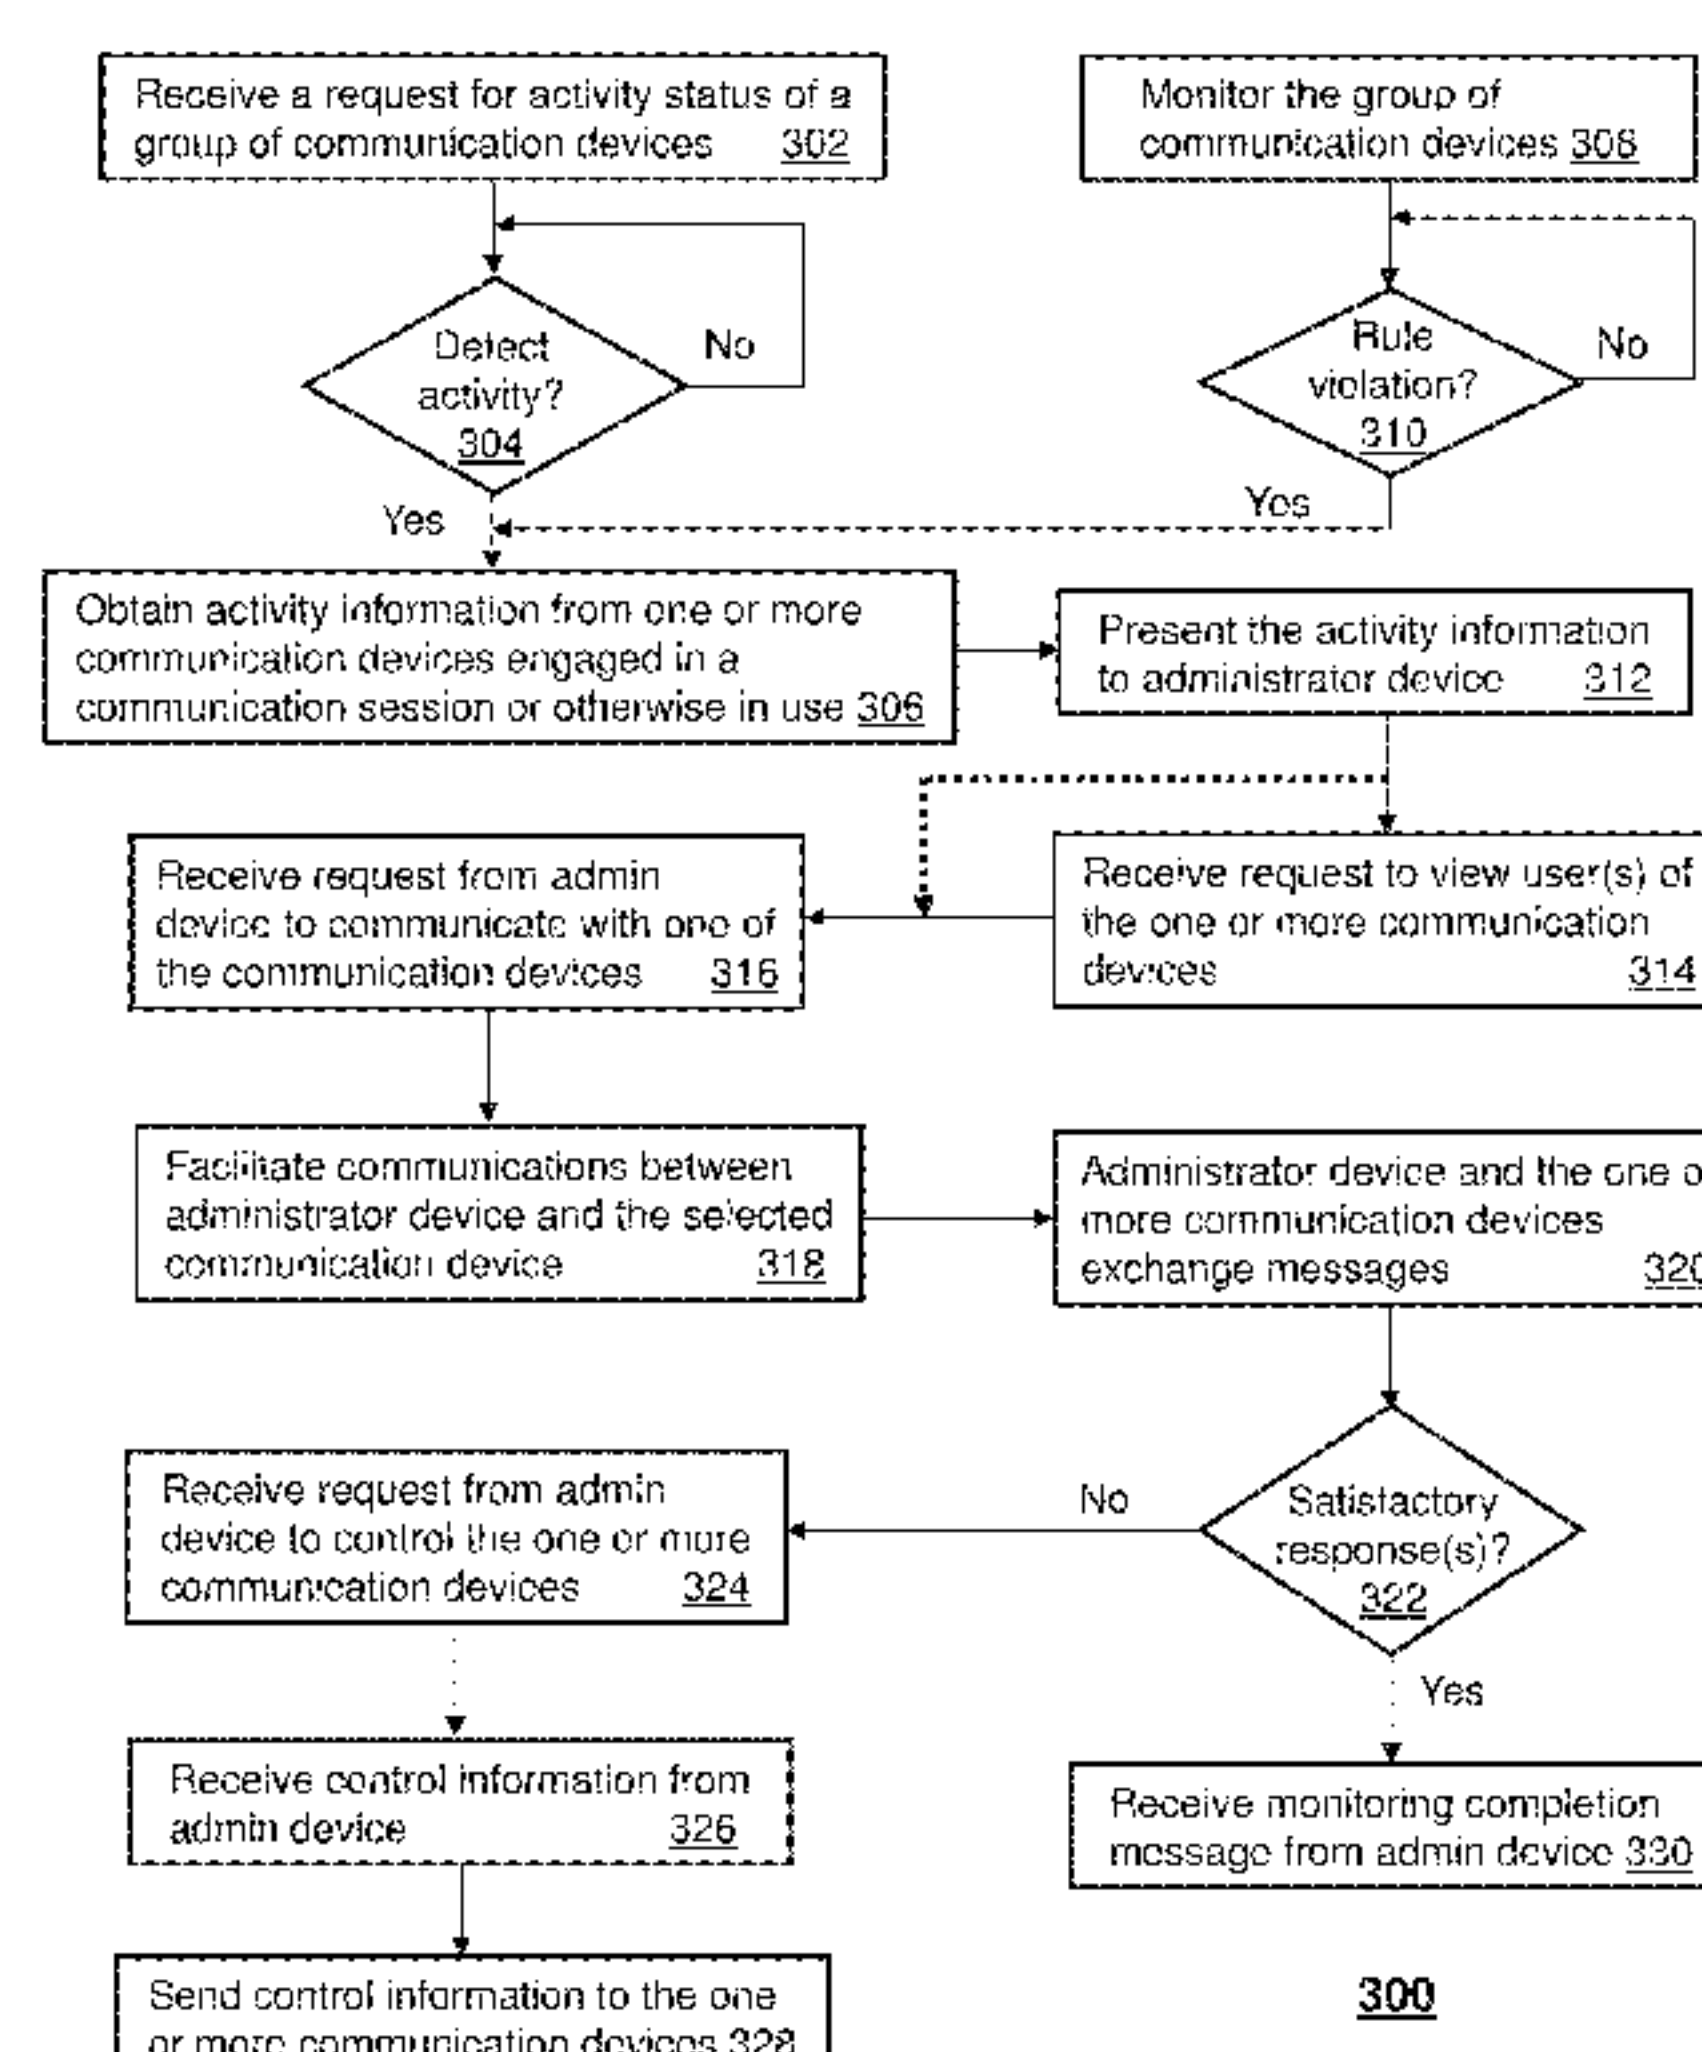 Receive a request for activity status of a
group of communication devices 302
Monitor the group of
communication devices 308
Detect
activity?
304
No
Yes
Rule
violation?
310
No
Yes
Obtain activity information from one or more
communication devices engaged in a
communication session or otherwise in use 306
Present the activity information
to administrator device 312
Receive request to view user(s) of
the one or more communication
devices 314
Receive request from admin
device to communicate with one of
the communication devices 316
Facilitate communications between
administrator device and the selected
communication device 318
Administrator device and the one o
more communication devices
exchange messages 320
Satisfactory
response(s)?
322
No
Yes
Receive request from admin
device to control the one or more
communication devices 324
Receive control information from
admin device 326
Receive monitoring completion
message from admin device 330
Send control information to the one
or more communication devices 328
300